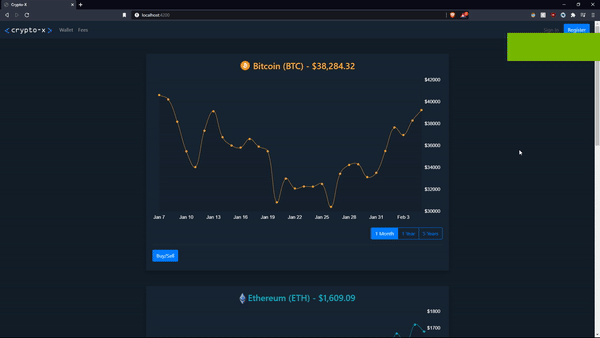 Crypto-X
localhost:4200
crypto-x
Wallet
Fees
Sign In
Register
Bitcoin (BTC) - $38,284.32
$42000
$40000
$38000
$36000
$34000
$32000
$30000
Jan 7
Jan 10
Jan 13
Jan 16
Jan 19
Jan 22
Jan 25
Jan 28
Jan 31
Feb 3
1 Month
1 Year
5 Years
Buy/Sell
Ethereum (ETH) - $1,609.09
$1800
$1700